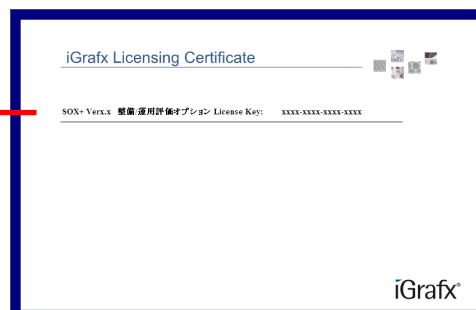 iGrafx Licensing Certificate
SOX+ Verx.x 整備/運用評価オプション License Key: xxxx-xxxx-xxxx-xxxx
iGrafx®